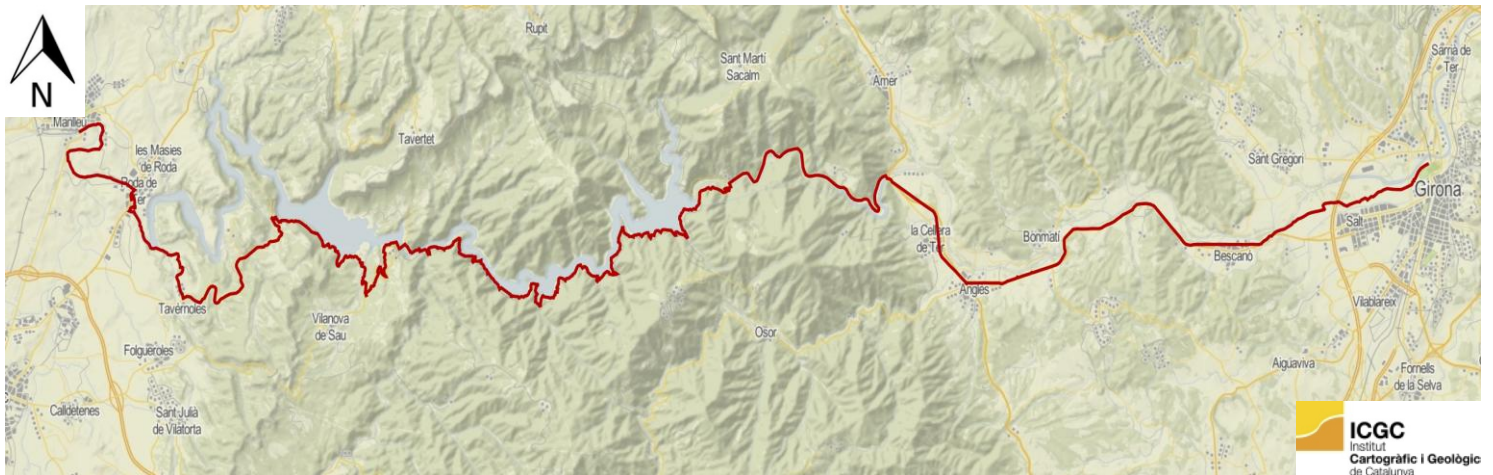 N
Rupit
Sant Martí
Sacalm
Amer
Sarrià de
Ter
Manlleu
les Masies
de Roda
Roda de
Ter
Tavertet
Sant Gregori
Girona
Salt
la Cellera
de Ter
Bonmatí
Bescanó
Anglès
Vilablareix
Tavèrnoles
Vilanova
de Sau
Osor
Folgueroles
Aiguaviva
Fornells
de la Selva
Calldetenes
Sant Julià
de Vilatorta
ICGC
Institut
Cartogràfic i Geològic
de Catalunya